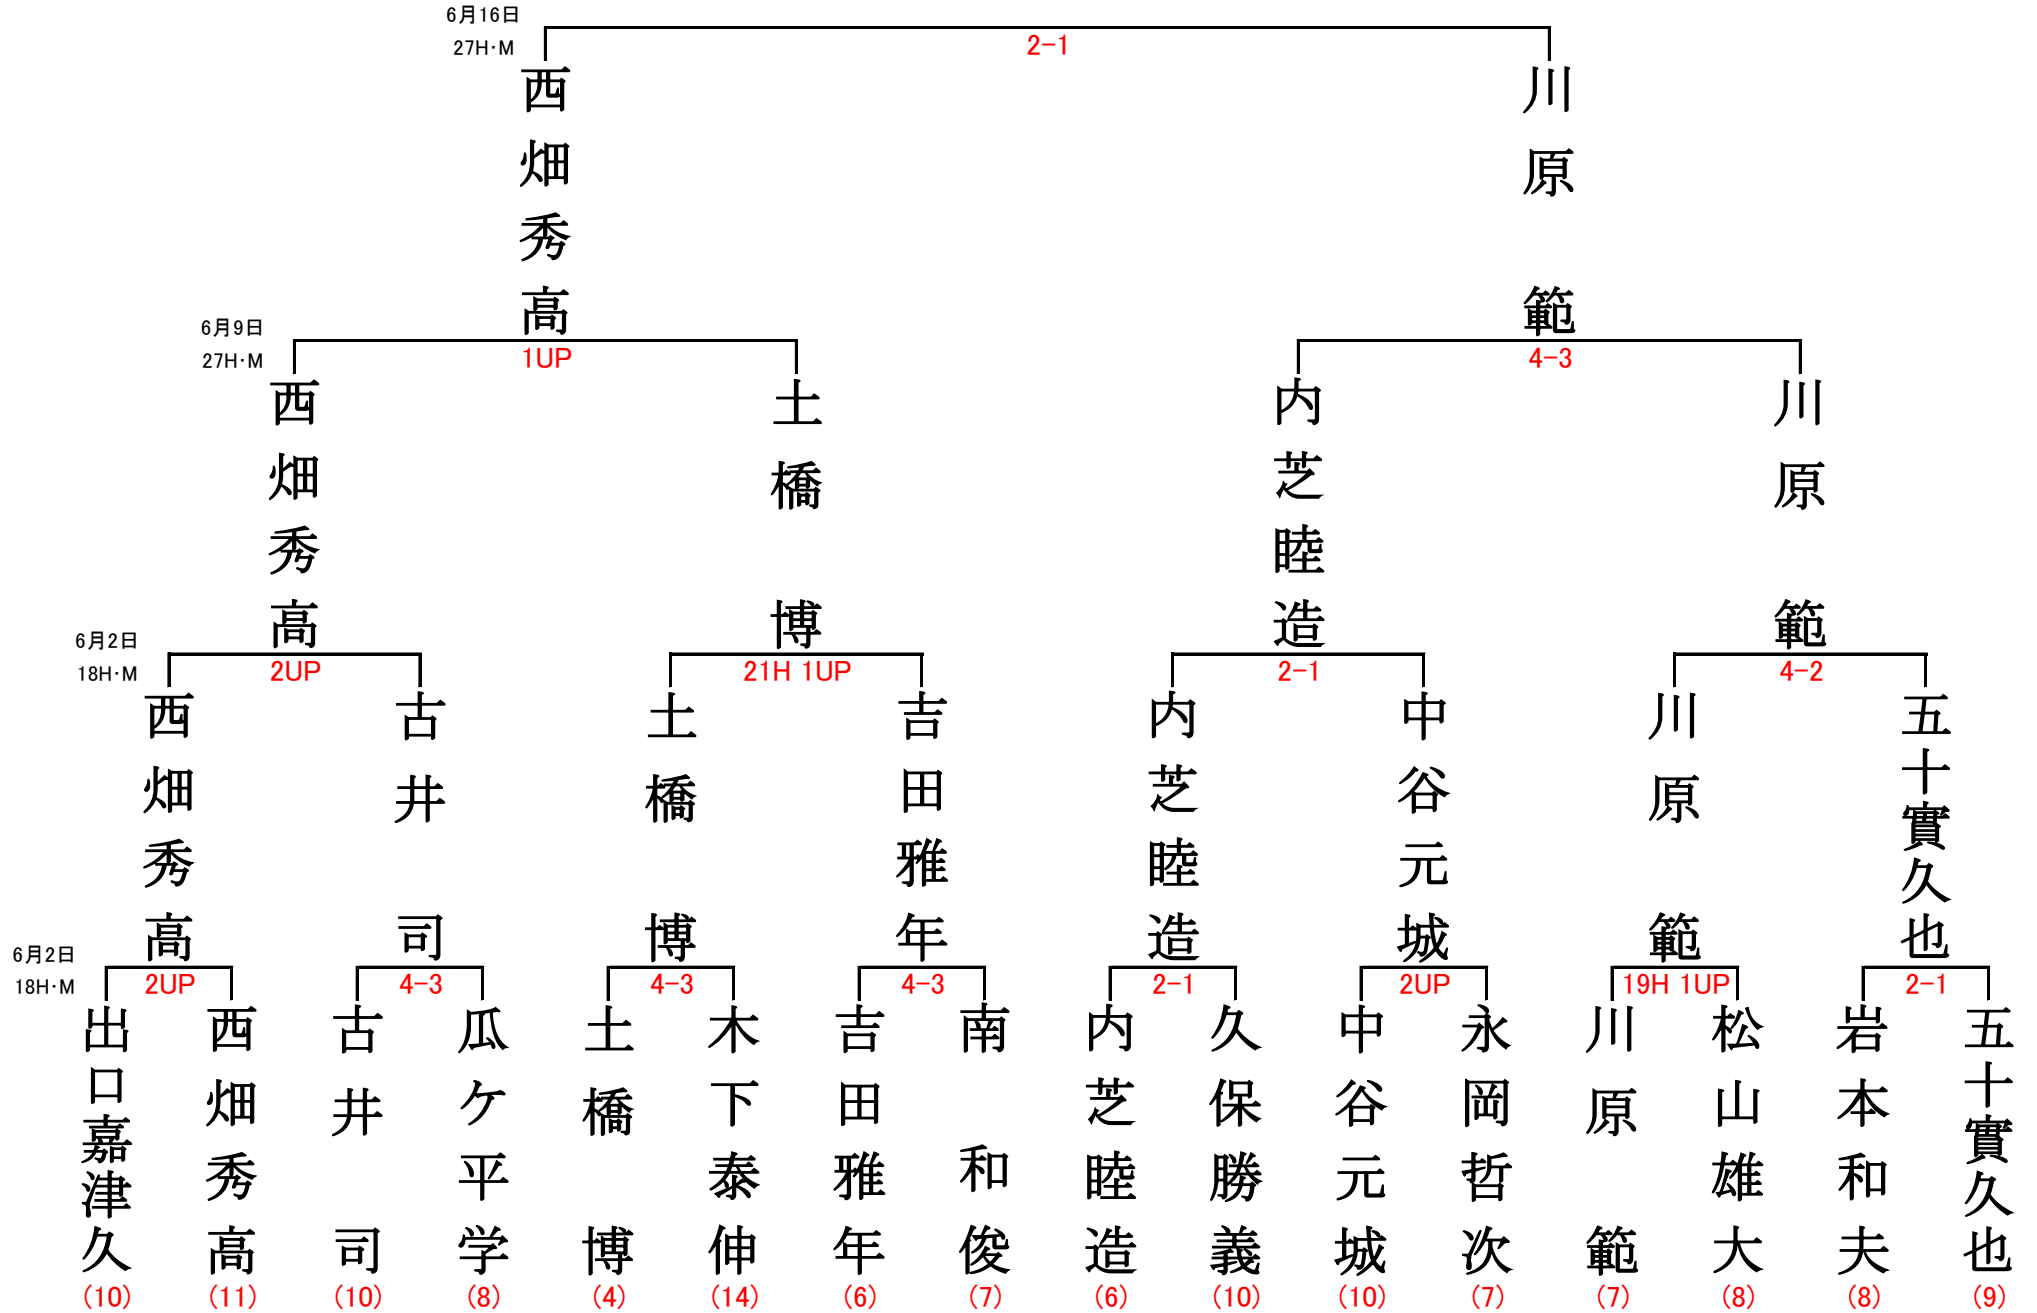 6月16日
27H・M
2-1
西畑秀高
川原 範
6月9日
27H・M
1UP
4-3
西畑秀高
土橋 博
内芝睦造
川原 範
6月2日
18H・M
2UP
21H 1UP
2-1
4-2
西畑秀高
古井 司
土橋 博
吉田雅年
内芝睦造
中谷元城
川原 範
五十實久也
6月2日
18H・M
2UP
4-3
4-3
4-3
2-1
2UP
19H 1UP
2-1
出口嘉津久
西畑秀高
古井 司
瓜ケ平学
土橋 博
木下泰伸
吉田雅年
南 和俊
内芝睦造
久保勝義
中谷元城
永岡哲次
川原 範
松山雄大
岩本和夫
五十實久也
(10)
(11)
(10)
(8)
(4)
(14)
(6)
(7)
(6)
(10)
(10)
(7)
(7)
(8)
(8)
(9)